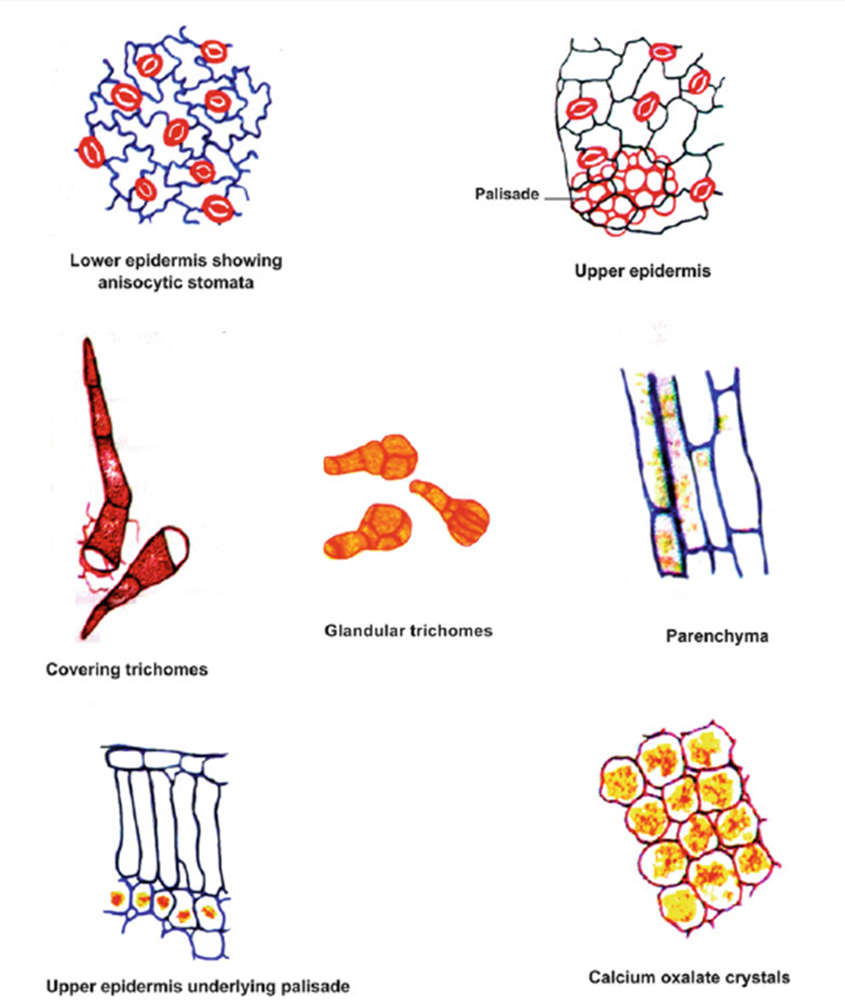 Palisade
Lower epidermis showing
anisocytic stomata
Upper epidermis
Glandular trichomes
Parenchyma
Covering trichomes
Upper epidermis underlying palisade
Calcium oxalate crystals